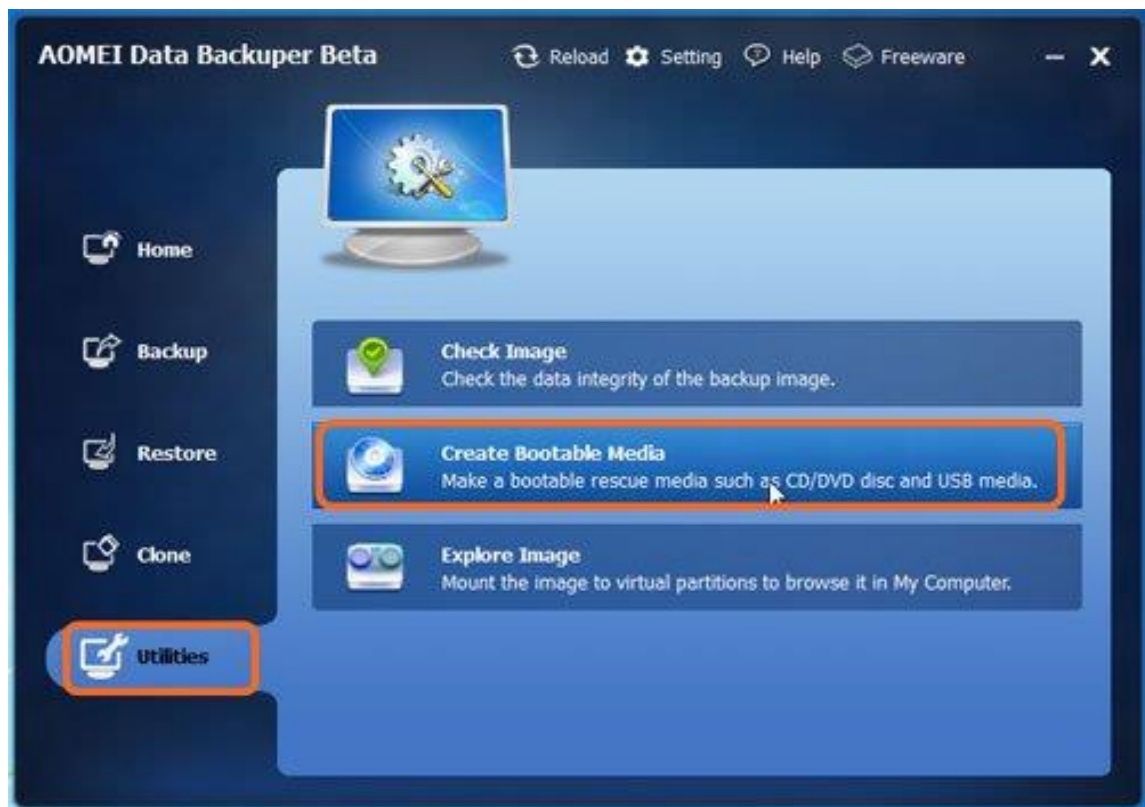 AOMEI Data Backuper Beta
Reload Setting Help Freeware
Home
Backup
Restore
Clone
Utilities
Check Image
Check the data integrity of the backup image.
Create Bootable Media
Make a bootable rescue media such as CD/DVD disc and USB media.
Explore Image
Mount the image to virtual partitions to browse it in My Computer.